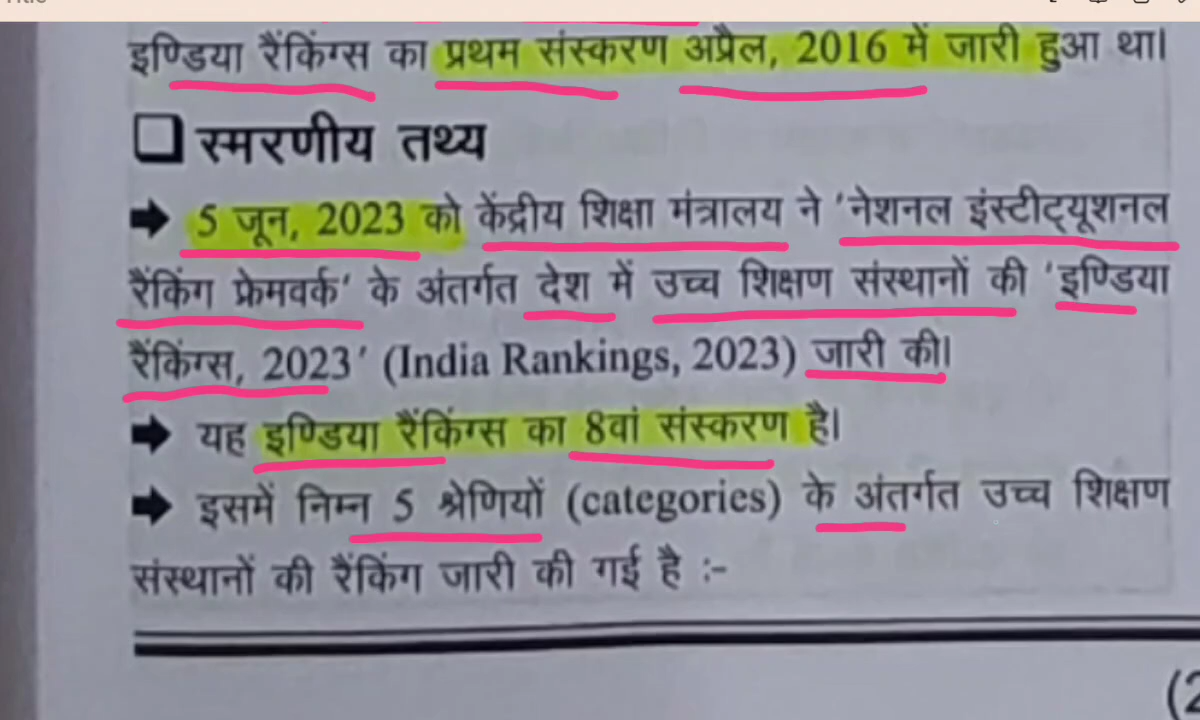 इण्डिया रैंकिंग्स का प्रथम संस्करण अप्रैल, 2016 में जारी हुआ था।
❑ स्मरणीय तथ्य
➡ 5 जून, 2023 को केंद्रीय शिक्षा मंत्रालय ने 'नेशनल इंस्टीट्यूशनल
रैंकिंग फ्रेमवर्क' के अंतर्गत देश में उच्च शिक्षण संस्थानों की 'इण्डिया
रैंकिंग्स, 2023' (India Rankings, 2023) जारी की।
➡ यह इण्डिया रैंकिंग्स का 8वां संस्करण है।
➡ इसमें निम्न 5 श्रेणियों (categories) के अंतर्गत उच्च शिक्षण
संस्थानों की रैंकिंग जारी की गई है :-